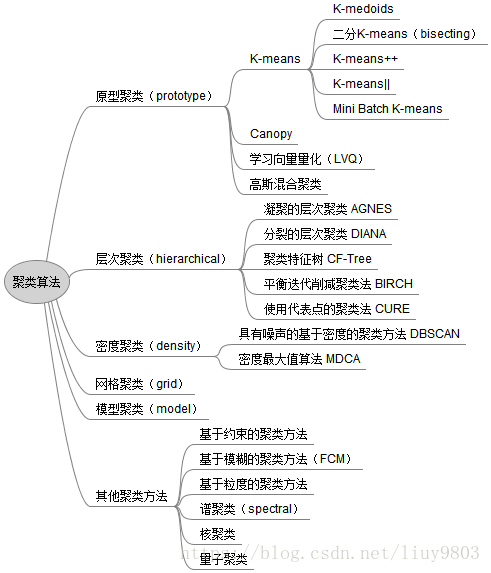 聚类算法
原型聚类（prototype）
K-means
K-medoids
二分K-means（bisecting）
K-means++
K-means||
Mini Batch K-means
Canopy
学习向量量化（LVQ）
高斯混合聚类
层次聚类（hierarchical）
凝聚的层次聚类 AGNES
分裂的层次聚类 DIANA
聚类特征树 CF-Tree
平衡迭代削减聚类法 BIRCH
使用代表点的聚类法 CURE
密度聚类（density）
具有噪声的基于密度的聚类方法 DBSCAN
密度最大值算法 MDCA
网格聚类（grid）
模型聚类（model）
其他聚类方法
基于约束的聚类方法
基于模糊的聚类方法（FCM）
基于粒度的聚类方法
谱聚类（spectral）
核聚类
量子聚类
https://blog.csdn.net/liuy9803